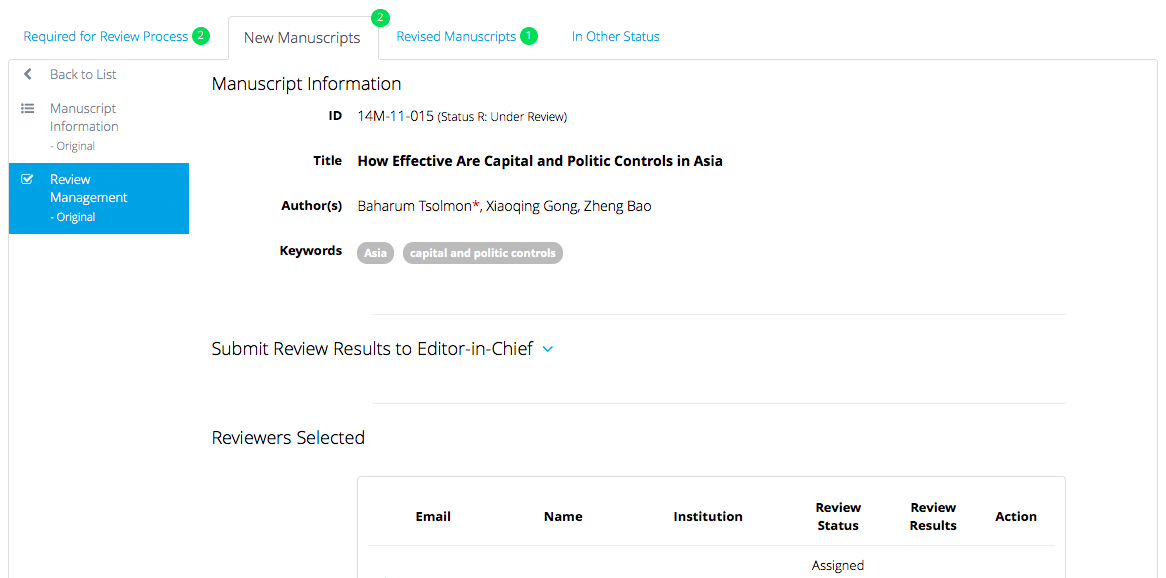 Required for Review Process 2
New Manuscripts 2
Revised Manuscripts 1
In Other Status
Back to List
Manuscript
Information
- Original
Review
Management
- Original
Manuscript Information
ID 14M-11-015 (Status R: Under Review)
Title How Effective Are Capital and Politic Controls in Asia
Author(s) Baharum Tsolmon*, Xiaoqing Gong, Zheng Bao
Keywords Asia capital and politic controls
Submit Review Results to Editor-in-Chief
Reviewers Selected
Email Name Institution Review Status Review Results Action
Assigned